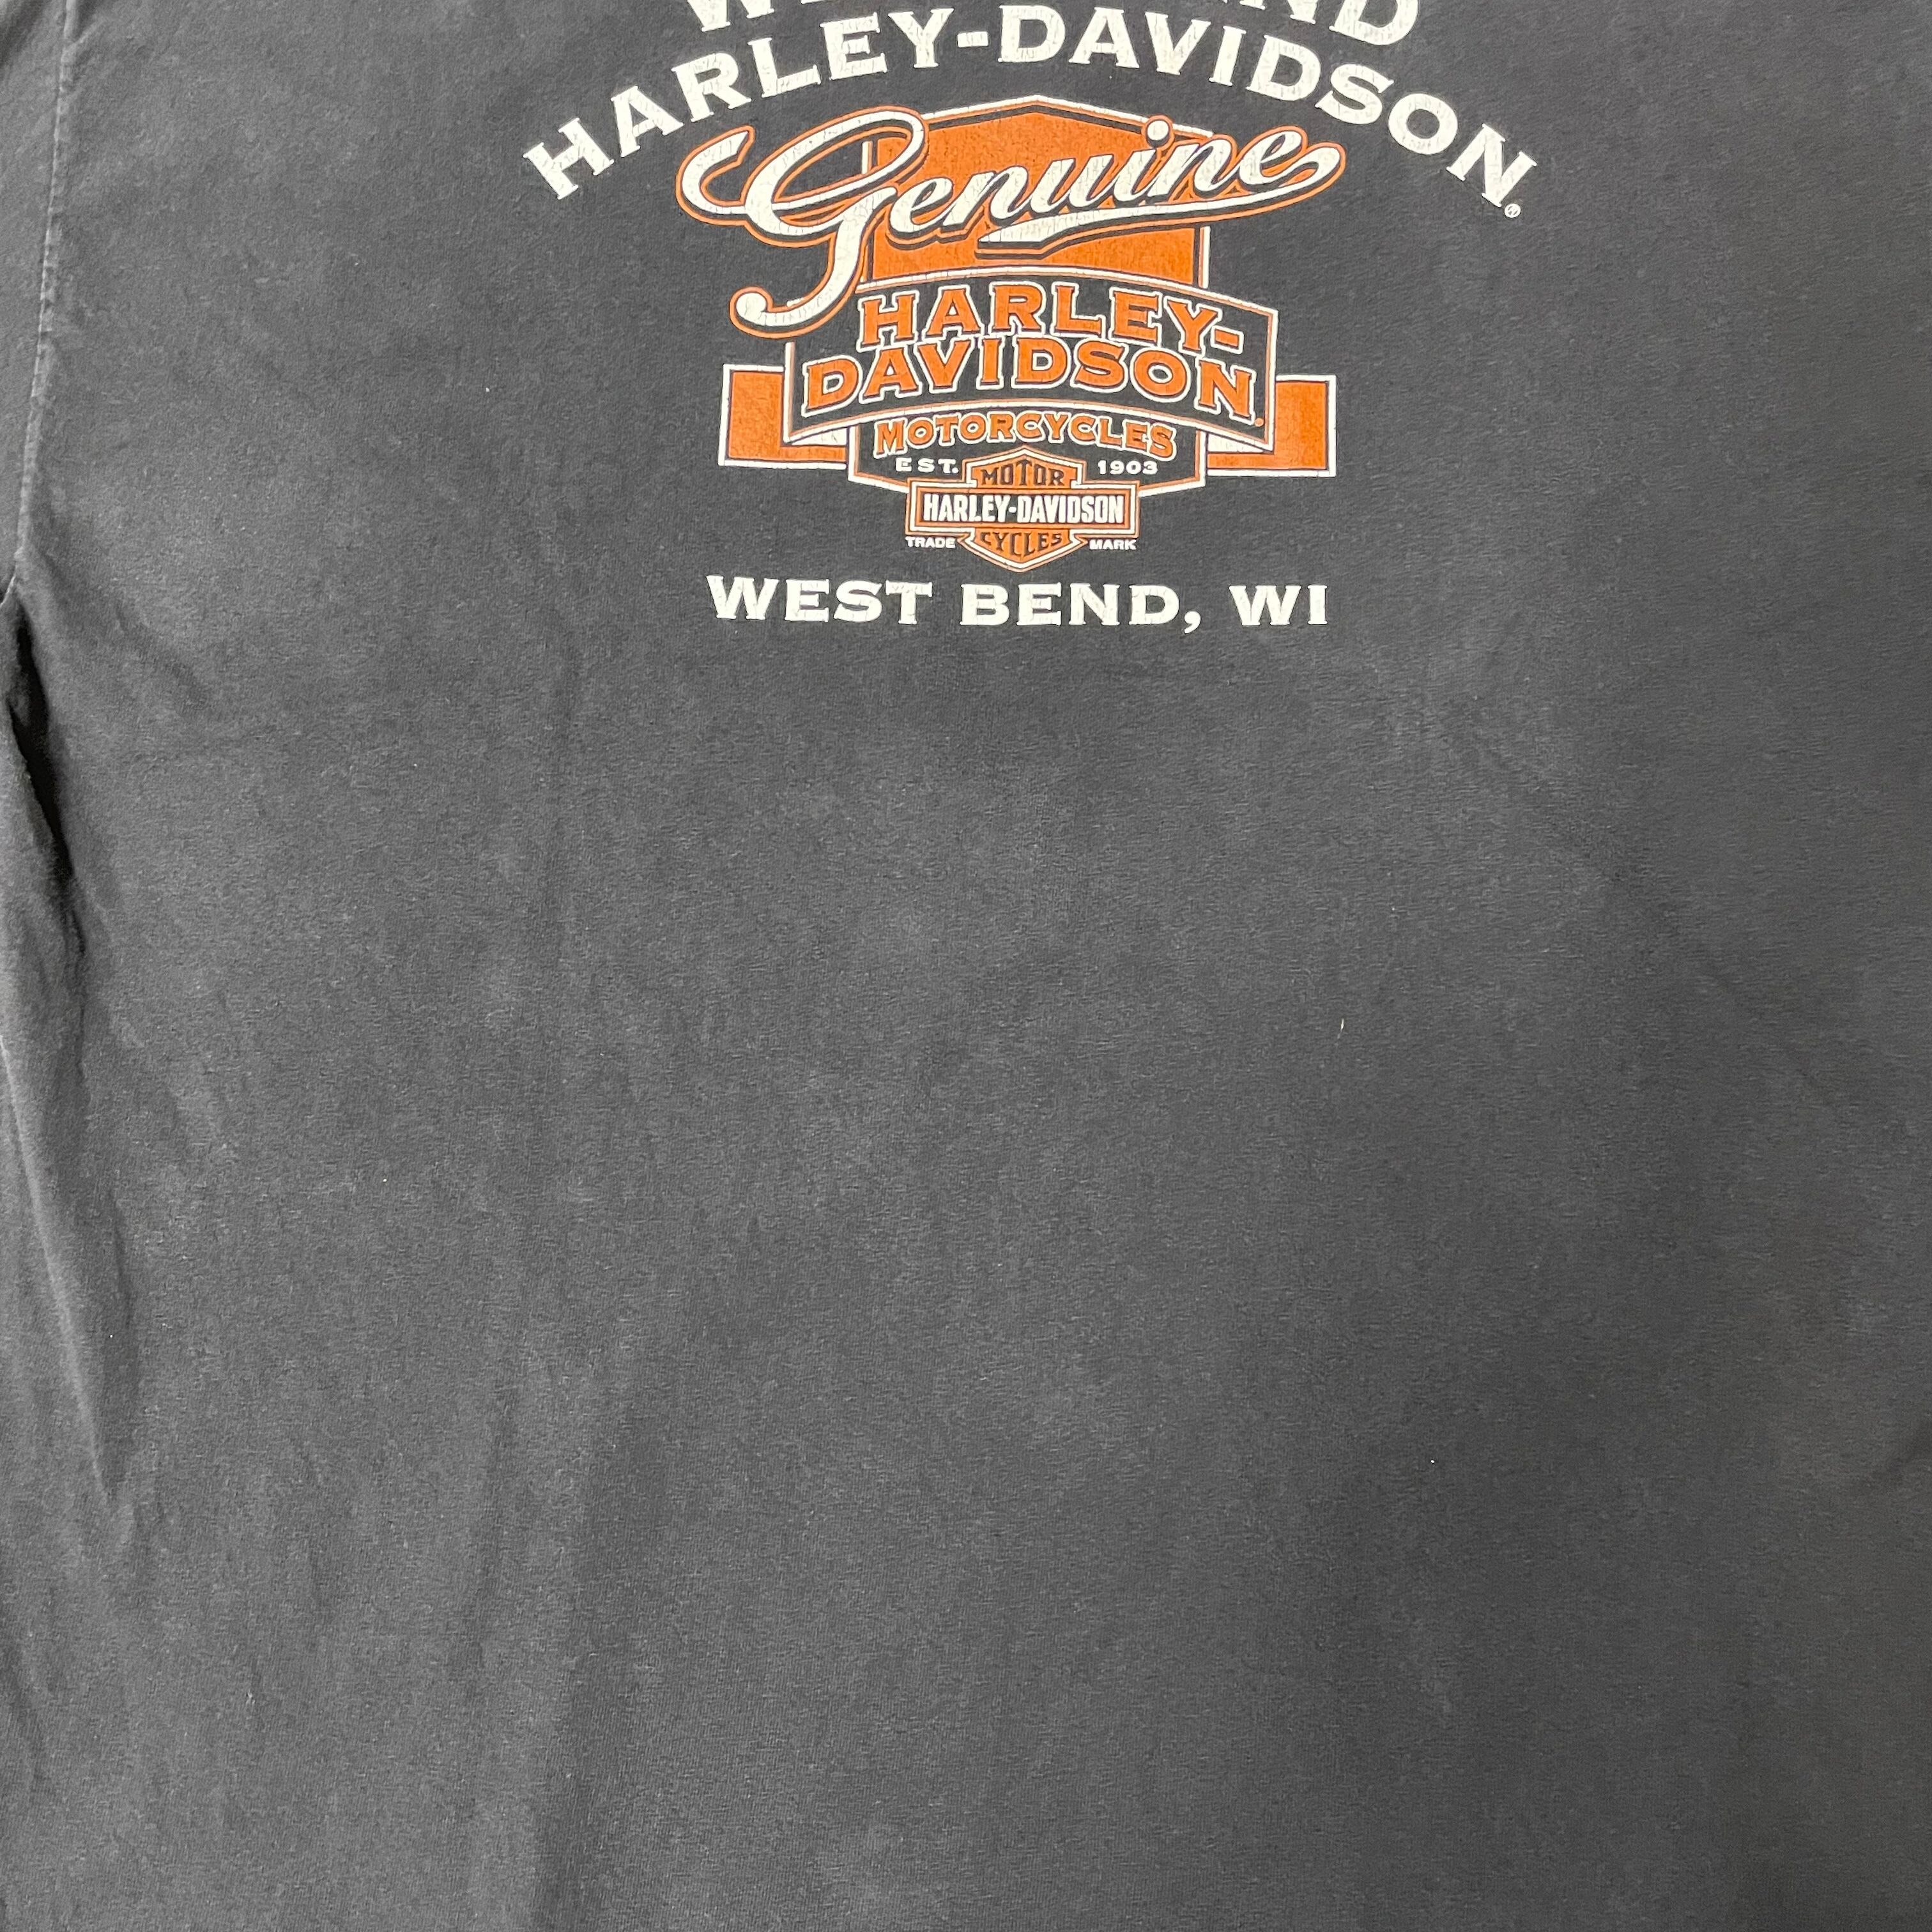 HARLEY-DAVIDSON®
Genuine
HARLEY-
DAVIDSON®
MOTORCYCLES
EST. 1903
MOTOR
HARLEY-DAVIDSON
CYCLES
TRADE MARK
WEST BEND, WI